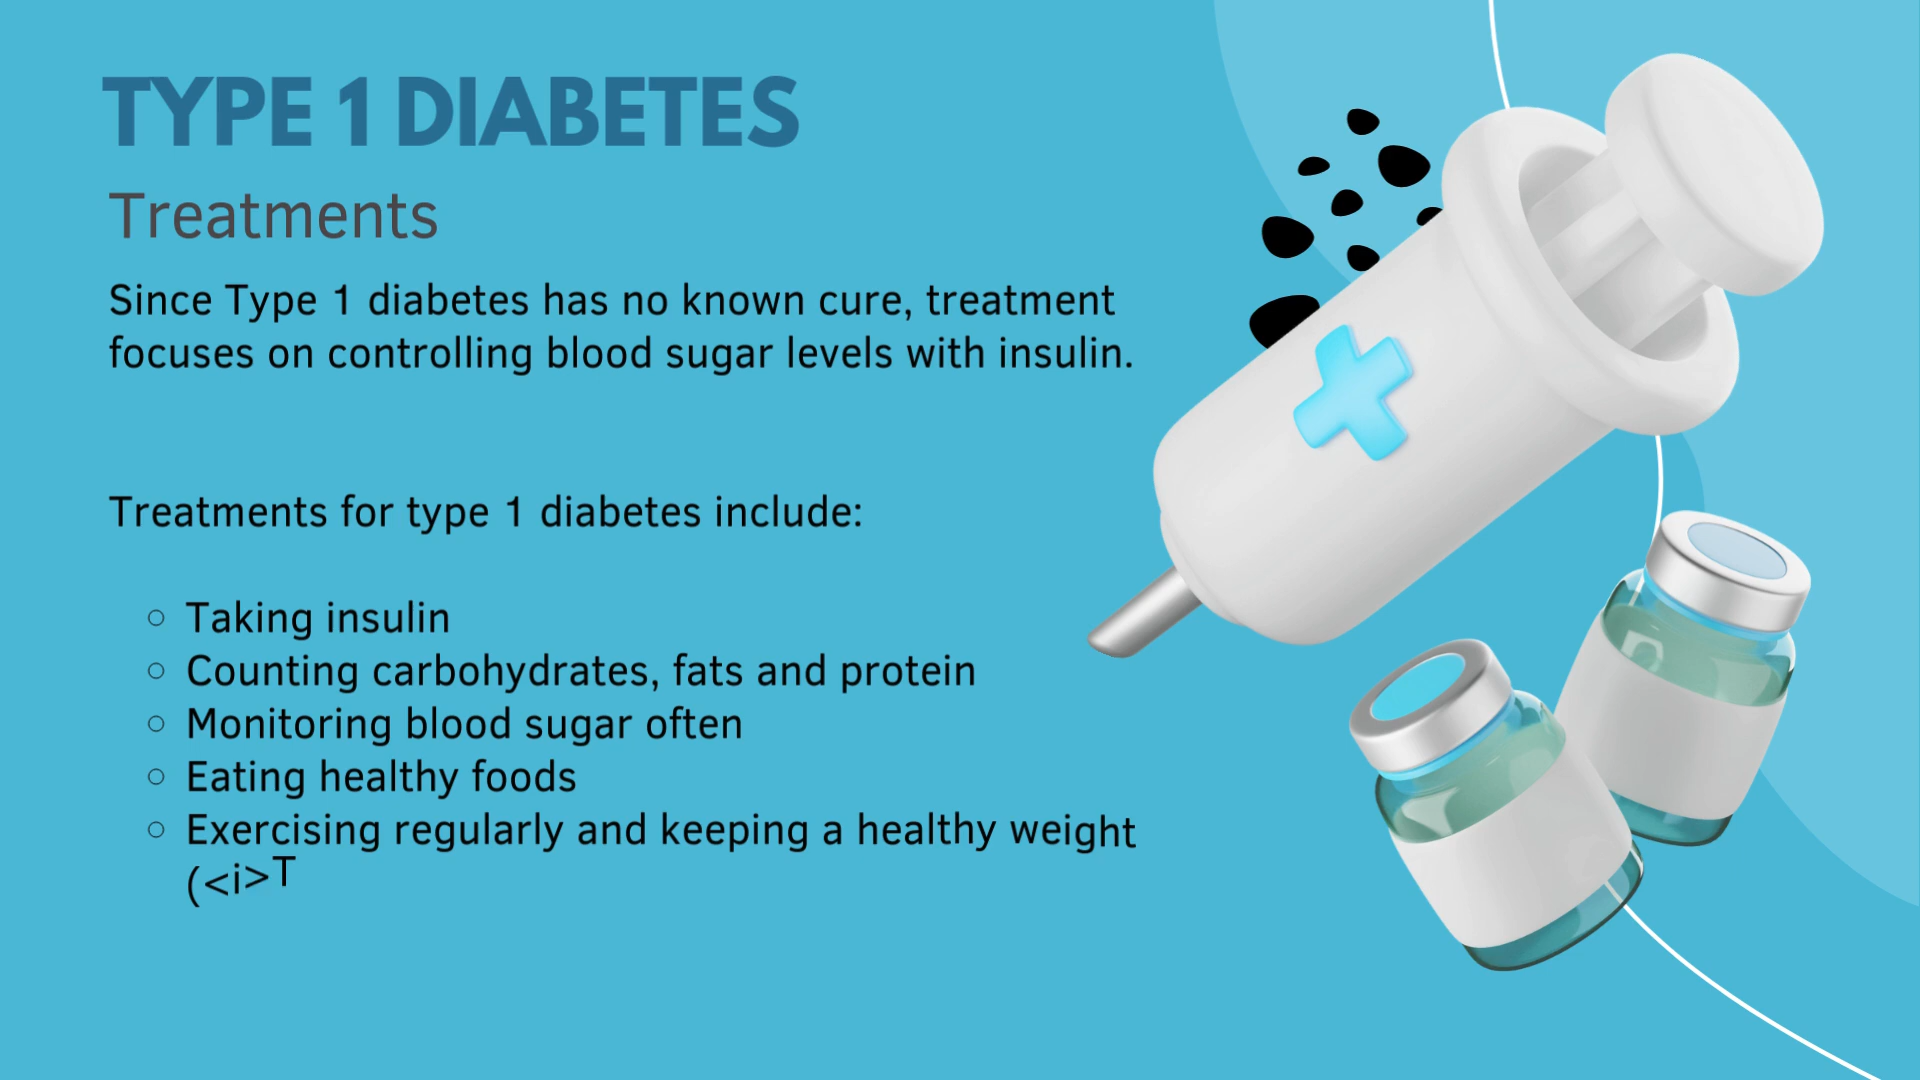 TYPE 1 DIABETES
Treatments
Since Type 1 diabetes has no known cure, treatment
focuses on controlling blood sugar levels with insulin.
Treatments for type 1 diabetes include:
○ Taking insulin
○ Counting carbohydrates, fats and protein
○ Monitoring blood sugar often
○ Eating healthy foods
○ Exercising regularly and keeping a healthy weight
(<i>T